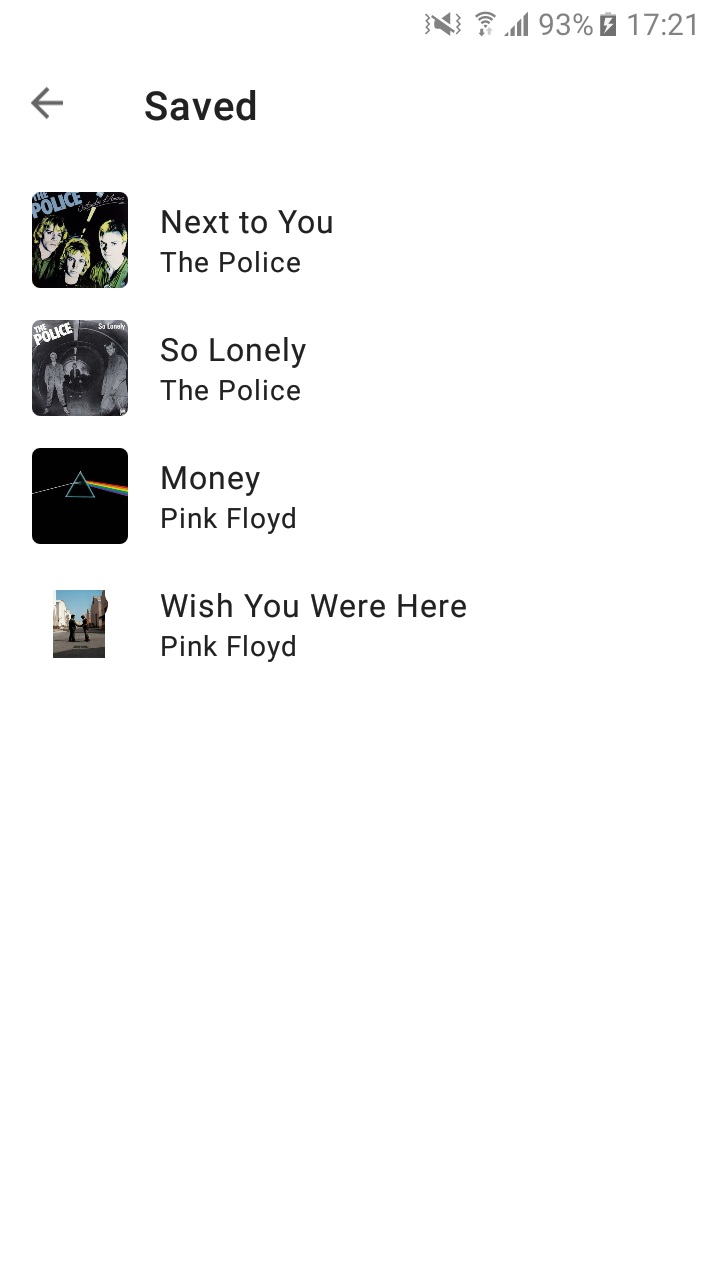 93% 17:21
Saved
THE
POLICE
Next to You
The Police
THE
POLICE
So Lonely
So Lonely
The Police
Money
Pink Floyd
Wish You Were Here
Pink Floyd